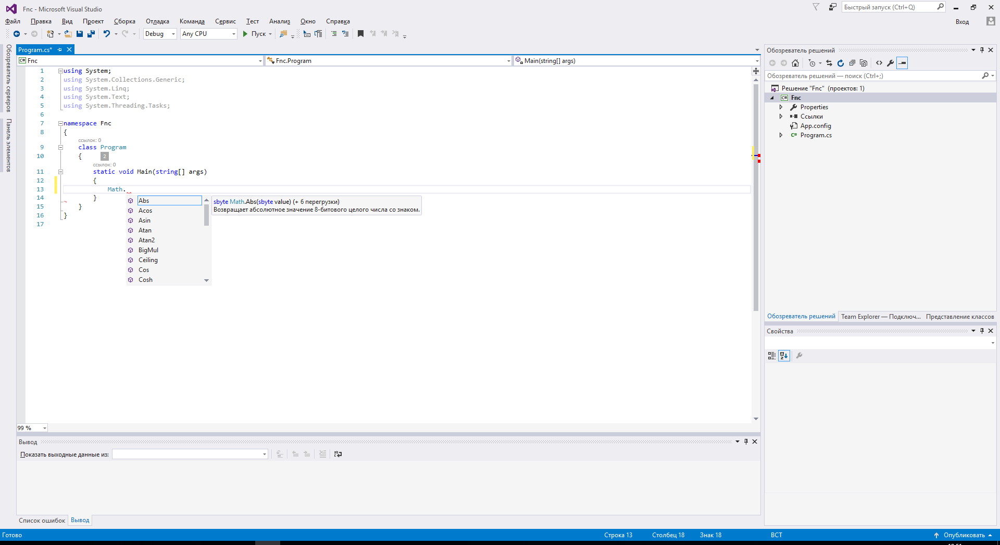 Fnc - Microsoft Visual Studio
Быстрый запуск (Ctrl+Q)
Файл Правка Вид Проект Сборка Отладка Команда Сервис Тест Анализ Окно Справка
Вход
Debug Any CPU Пуск
Обозреватель серверов
Панель элементов
Program.cs*
Fnc Fnc.Program Main(string[] args)
1 using System;
2 using System.Collections.Generic;
3 using System.Linq;
4 using System.Text;
5 using System.Threading.Tasks;
6
7 namespace Fnc
8 {
ссылок: 0
9 class Program
10 { 2
ссылок: 0
11 static void Main(string[] args)
12 {
13 Math.
14 }
15 }
16 }
17
Abs
Acos
Asin
Atan
Atan2
BigMul
Ceiling
Cos
Cosh
sbyte Math.Abs(sbyte value) (+ 6 перегрузки)
Возвращает абсолютное значение 8-битового целого числа со знаком.
99 %
Вывод
Показать выходные данные из:
Список ошибок Вывод
Обозреватель решений
Обозреватель решений — поиск (Ctrl+;)
Решение "Fnc" (проектов: 1)
C# Fnc
Properties
Ссылки
App.config
C# Program.cs
Обозреватель решений Team Explorer — Подключ... Представление классов
Свойства
Готово Строка 13 Столбец 18 Знак 18 ВСТ Опубликовать